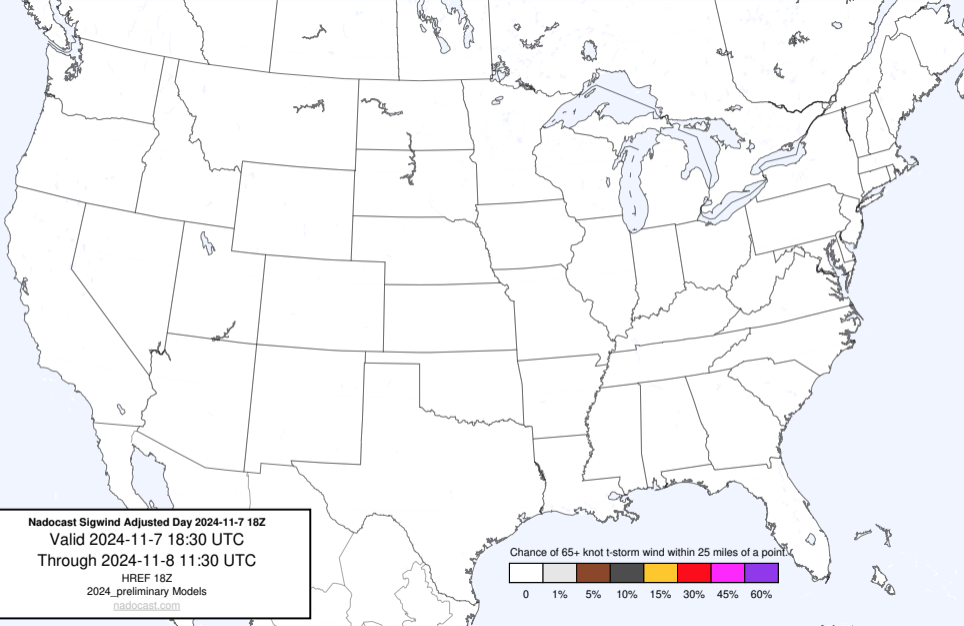 Nadocast Sigwind Adjusted Day 2024-11-7 18Z
Valid 2024-11-7 18:30 UTC
Through 2024-11-8 11:30 UTC
HREF 18Z
2024_preliminary Models
nadocast.com
Chance of 65+ knot t-storm wind within 25 miles of a point.
0 1% 5% 10% 15% 30% 45% 60%